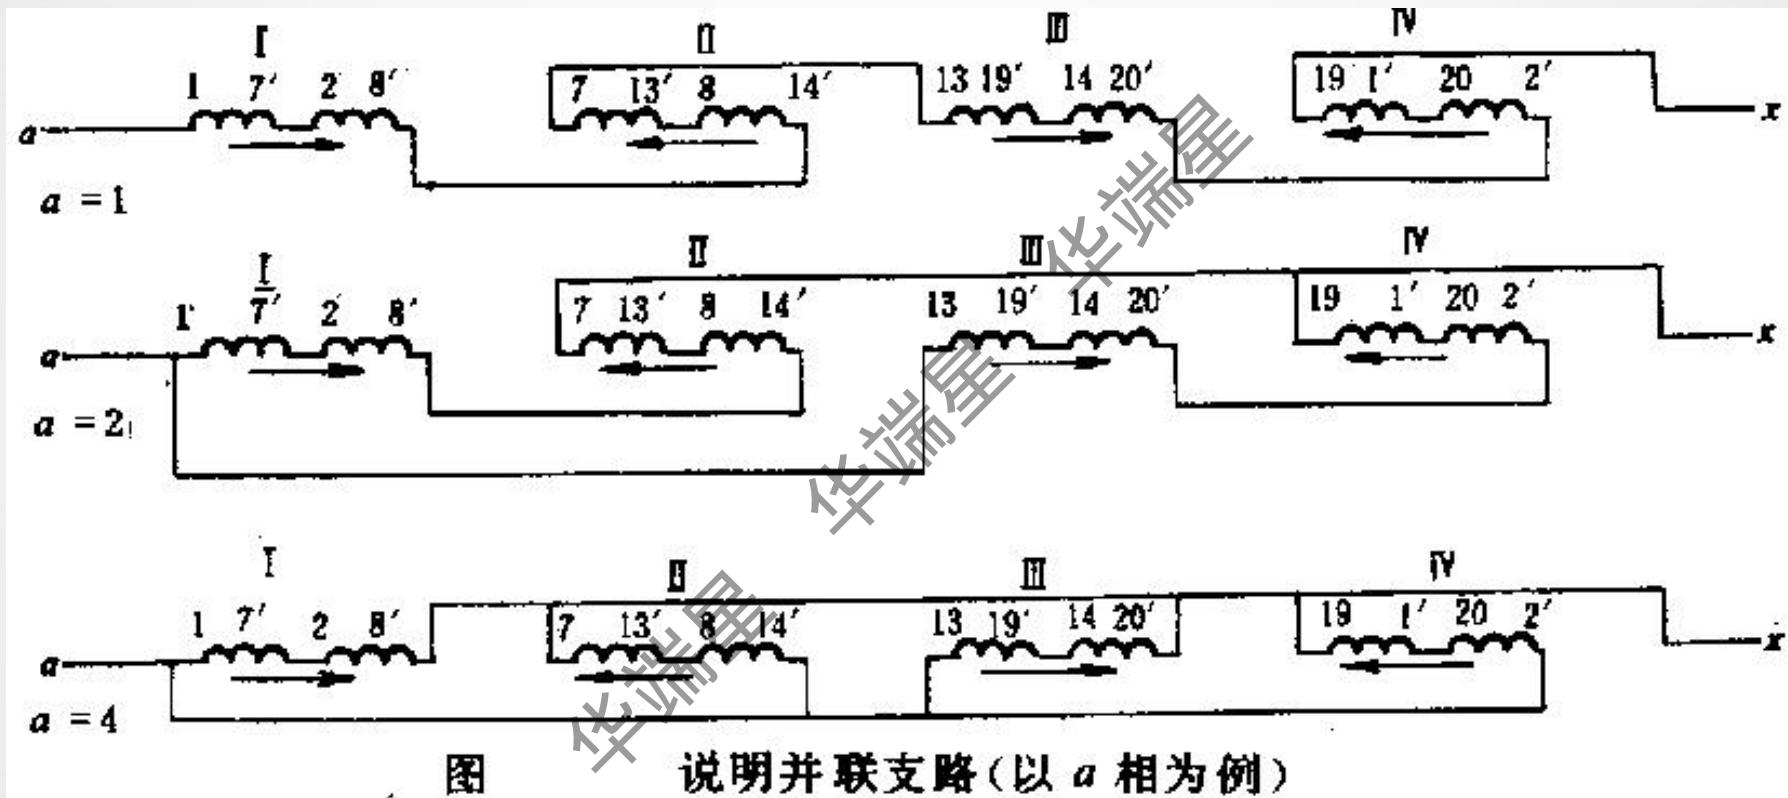 Ⅰ Ⅱ Ⅲ Ⅳ
1 7′ 2 8′ 7 13′ 8 14′ 13 19′ 14 20′ 19 1′ 20 2′
a x
a = 1
Ⅰ Ⅱ Ⅲ Ⅳ
1 7′ 2 8′ 7 13′ 8 14′ 13 19′ 14 20′ 19 1′ 20 2′
a x
a = 2
Ⅰ Ⅱ Ⅲ Ⅳ
1 7′ 2 8′ 7 13′ 8 14′ 13 19′ 14 20′ 19 1′ 20 2′
a x
a = 4
图 说明并联支路(以 a 相为例)
华端星
华端星
华端星